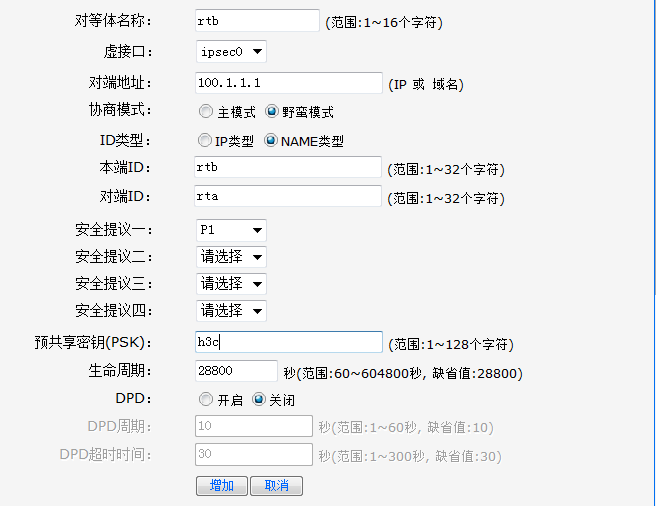 对等体名称： rtb (范围:1~16个字符)
虚接口： ipsec0
对端地址： 100.1.1.1 (IP 或 域名)
协商模式： 主模式 野蛮模式
ID类型： IP类型 NAME类型
本端ID： rtb (范围:1~32个字符)
对端ID： rta (范围:1~32个字符)
安全提议一： P1
安全提议二： 请选择
安全提议三： 请选择
安全提议四： 请选择
预共享密钥(PSK)： h3c (范围:1~128个字符)
生命周期： 28800 秒(范围:60~604800秒, 缺省值:28800)
DPD： 开启 关闭
DPD周期： 10 秒(范围:1~60秒, 缺省值:10)
DPD超时时间： 30 秒(范围:1~300秒, 缺省值:30)
增加 取消